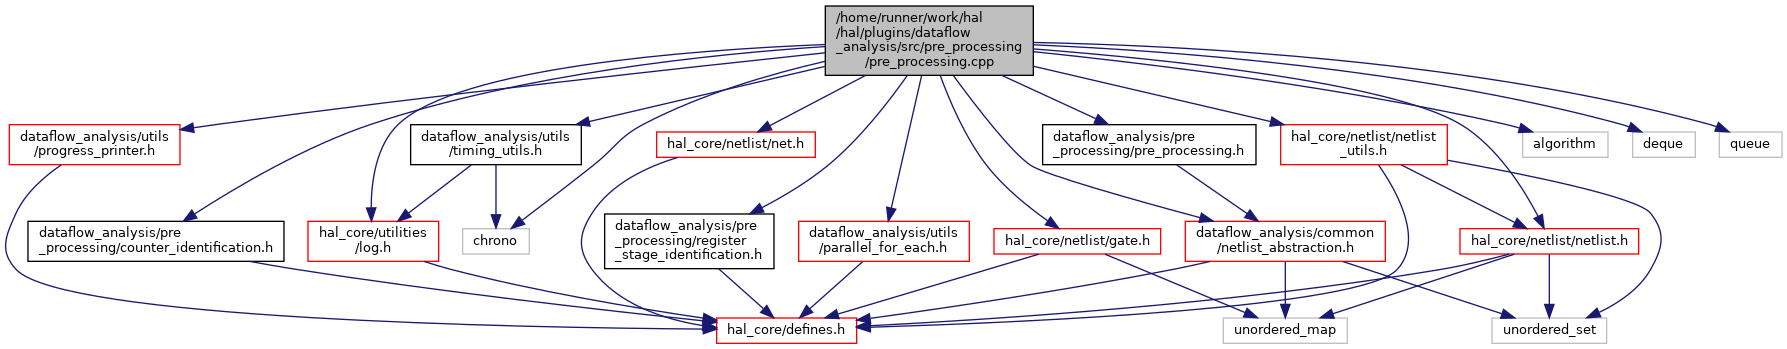 /home/runner/work/hal
/hal/plugins/dataflow
_analysis/src/pre_processing
/pre_processing.cpp
dataflow_analysis/utils
/progress_printer.h
dataflow_analysis/utils
/timing_utils.h
hal_core/netlist/net.h
dataflow_analysis/pre
_processing/pre_processing.h
hal_core/netlist/netlist
_utils.h
algorithm
deque
queue
dataflow_analysis/pre
_processing/counter_identification.h
hal_core/utilities
/log.h
chrono
dataflow_analysis/pre
_processing/register
_stage_identification.h
dataflow_analysis/utils
/parallel_for_each.h
hal_core/netlist/gate.h
dataflow_analysis/common
/netlist_abstraction.h
hal_core/netlist/netlist.h
hal_core/defines.h
unordered_map
unordered_set